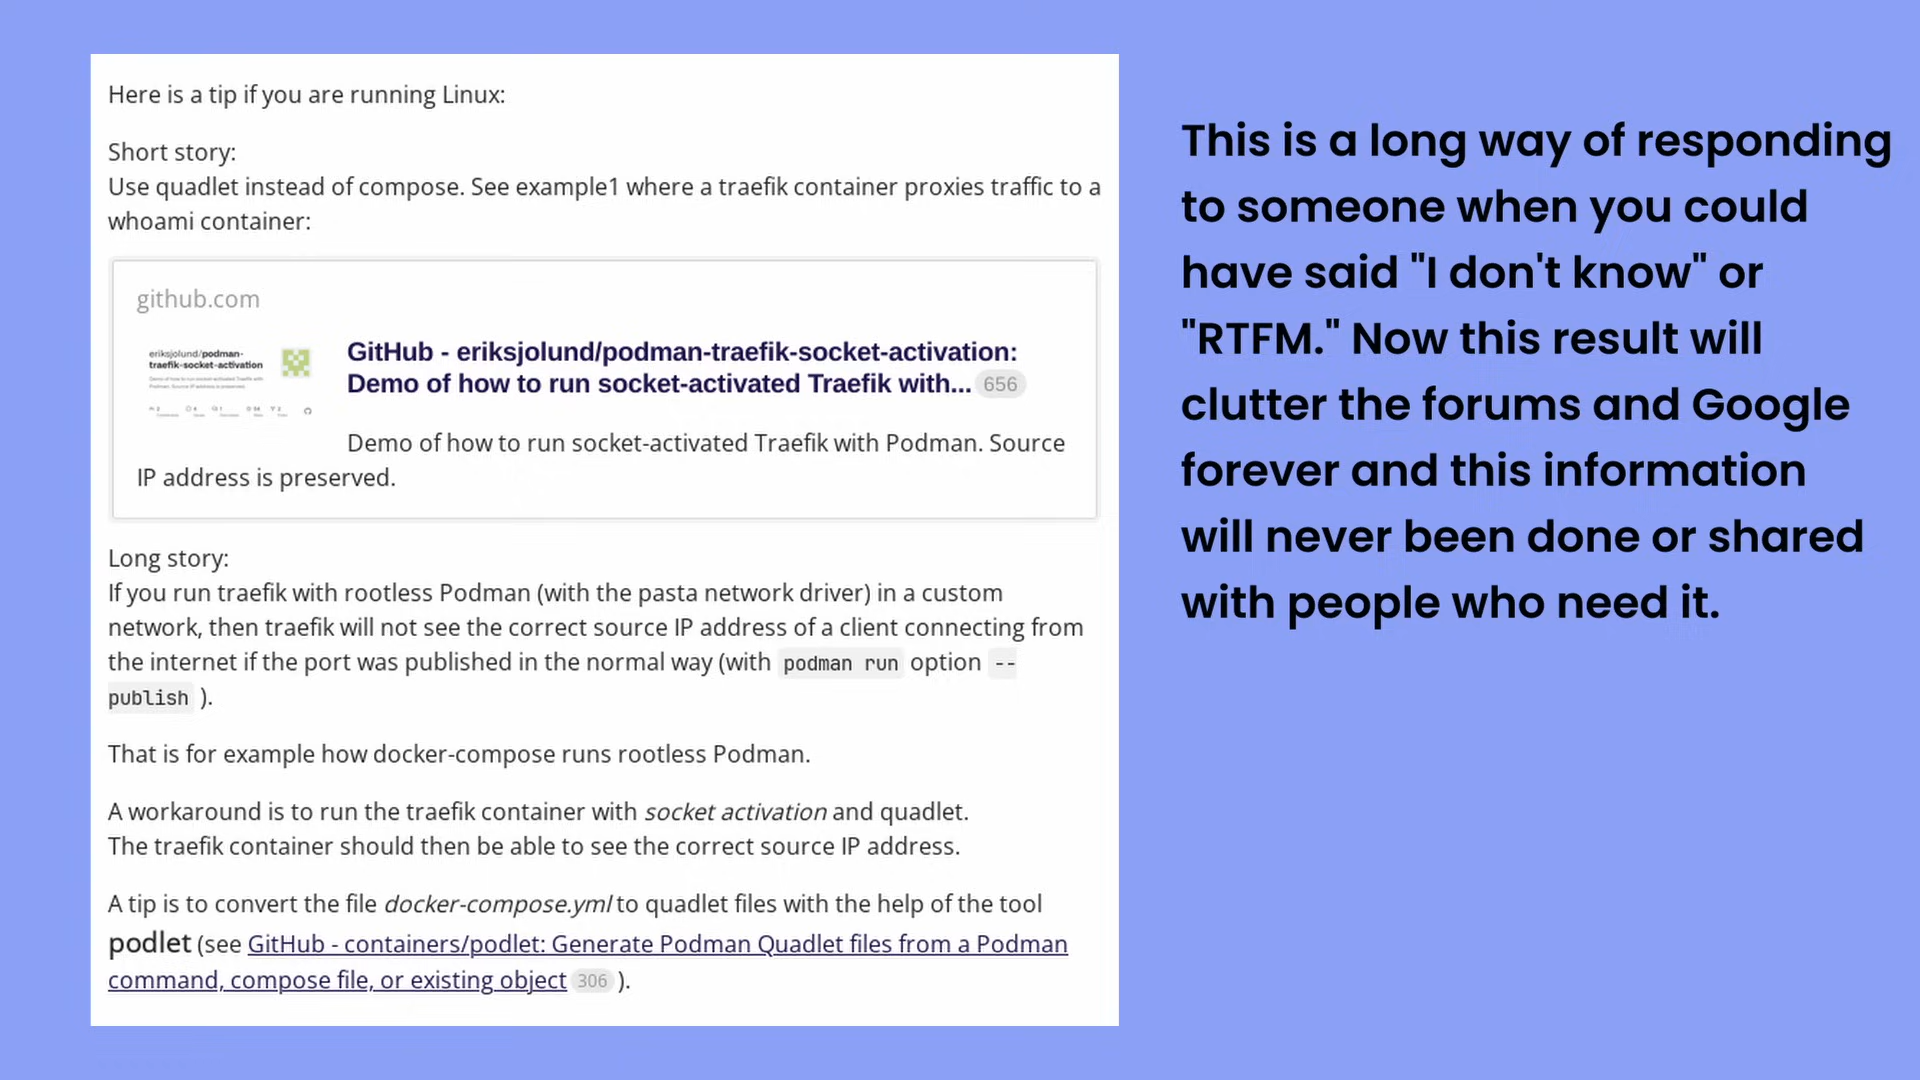 Here is a tip if you are running Linux:
Short story:
Use quadlet instead of compose. See example1 where a traefik container proxies traffic to a
whoami container:
github.com
eriksjolund/podman-
traefik-socket-activation
GitHub - eriksjolund/podman-traefik-socket-activation:
Demo of how to run socket-activated Traefik with... 656
Demo of how to run socket-activated Traefik with Podman. Source
IP address is preserved.
Long story:
If you run traefik with rootless Podman (with the pasta network driver) in a custom
network, then traefik will not see the correct source IP address of a client connecting from
the internet if the port was published in the normal way (with podman run option --
publish ).
That is for example how docker-compose runs rootless Podman.
A workaround is to run the traefik container with socket activation and quadlet.
The traefik container should then be able to see the correct source IP address.
A tip is to convert the file docker-compose.yml to quadlet files with the help of the tool
podlet (see GitHub - containers/podlet: Generate Podman Quadlet files from a Podman
command, compose file, or existing object 306 ).
This is a long way of responding
to someone when you could
have said "I don't know" or
"RTFM." Now this result will
clutter the forums and Google
forever and this information
will never been done or shared
with people who need it.